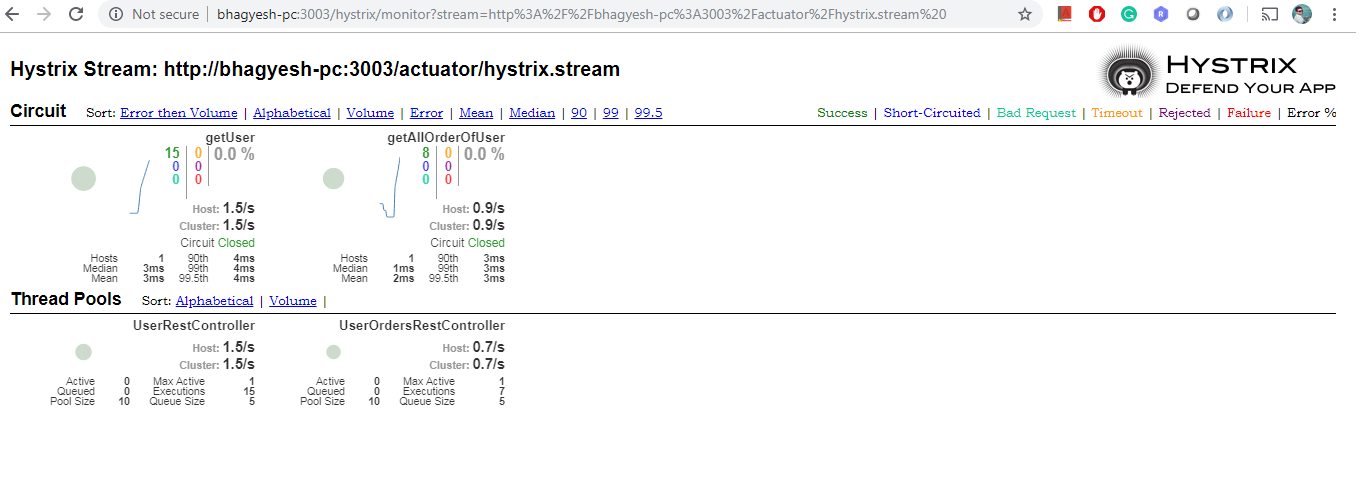 Not secure | bhagyesh-pc:3003/hystrix/monitor?stream=http%3A%2F%2Fbhagyesh-pc%3A3003%2Factuator%2Fhystrix.stream%20
Hystrix Stream: http://bhagyesh-pc:3003/actuator/hystrix.stream
HYSTRIX
DEFEND YOUR APP
Circuit Sort: Error then Volume | Alphabetical | Volume | Error | Mean | Median | 90 | 99 | 99.5
Success | Short-Circuited | Bad Request | Timeout | Rejected | Failure | Error %
getUser
15 0 0.0 %
0 0
0 0
Host: 1.5/s
Cluster: 1.5/s
Circuit Closed
Hosts 1 90th 4ms
Median 3ms 99th 4ms
Mean 3ms 99.5th 4ms
getAllOrderOfUser
8 0 0.0 %
0 0
0 0
Host: 0.9/s
Cluster: 0.9/s
Circuit Closed
Hosts 1 90th 3ms
Median 1ms 99th 3ms
Mean 2ms 99.5th 3ms
Thread Pools Sort: Alphabetical | Volume |
UserRestController
Host: 1.5/s
Cluster: 1.5/s
Active 0 Max Active 1
Queued 0 Executions 15
Pool Size 10 Queue Size 5
UserOrdersRestController
Host: 0.7/s
Cluster: 0.7/s
Active 0 Max Active 1
Queued 0 Executions 7
Pool Size 10 Queue Size 5